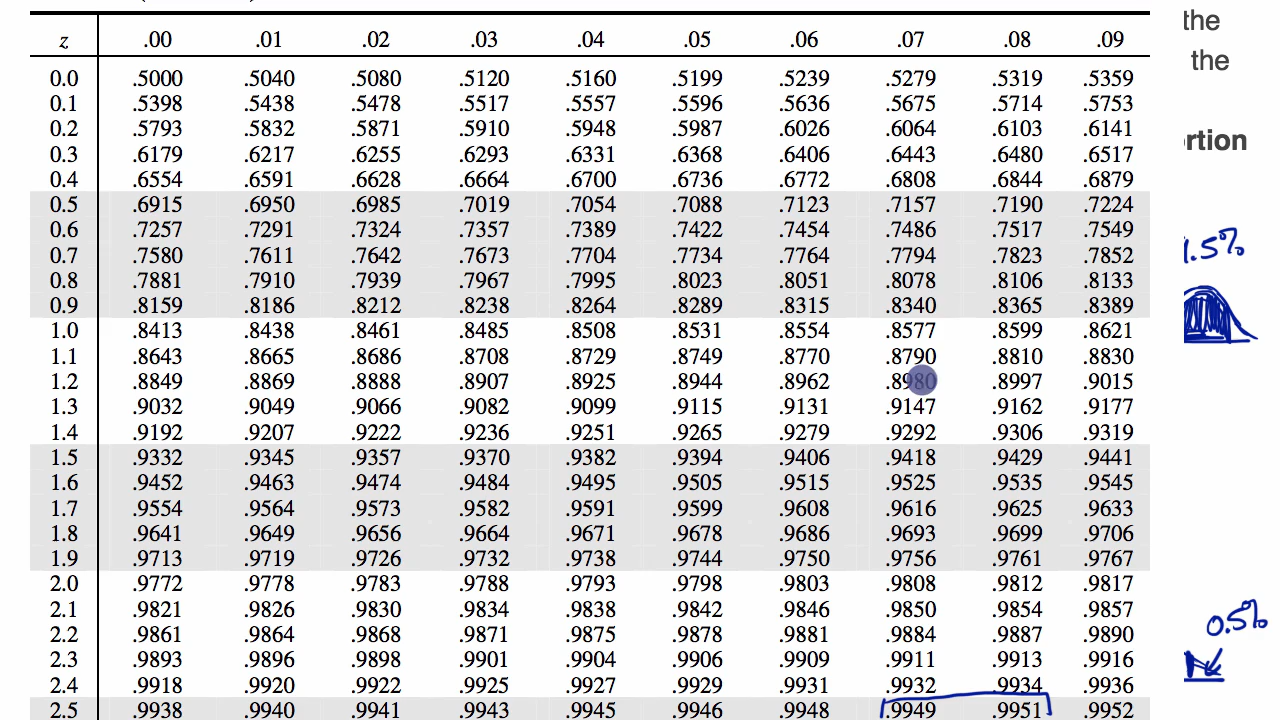 z .00 .01 .02 .03 .04 .05 .06 .07 .08 .09
0.0 .5000 .5040 .5080 .5120 .5160 .5199 .5239 .5279 .5319 .5359
0.1 .5398 .5438 .5478 .5517 .5557 .5596 .5636 .5675 .5714 .5753
0.2 .5793 .5832 .5871 .5910 .5948 .5987 .6026 .6064 .6103 .6141
0.3 .6179 .6217 .6255 .6293 .6331 .6368 .6406 .6443 .6480 .6517
0.4 .6554 .6591 .6628 .6664 .6700 .6736 .6772 .6808 .6844 .6879
0.5 .6915 .6950 .6985 .7019 .7054 .7088 .7123 .7157 .7190 .7224
0.6 .7257 .7291 .7324 .7357 .7389 .7422 .7454 .7486 .7517 .7549
0.7 .7580 .7611 .7642 .7673 .7704 .7734 .7764 .7794 .7823 .7852
0.8 .7881 .7910 .7939 .7967 .7995 .8023 .8051 .8078 .8106 .8133
0.9 .8159 .8186 .8212 .8238 .8264 .8289 .8315 .8340 .8365 .8389
1.0 .8413 .8438 .8461 .8485 .8508 .8531 .8554 .8577 .8599 .8621
1.1 .8643 .8665 .8686 .8708 .8729 .8749 .8770 .8790 .8810 .8830
1.2 .8849 .8869 .8888 .8907 .8925 .8944 .8962 .8980 .8997 .9015
1.3 .9032 .9049 .9066 .9082 .9099 .9115 .9131 .9147 .9162 .9177
1.4 .9192 .9207 .9222 .9236 .9251 .9265 .9279 .9292 .9306 .9319
1.5 .9332 .9345 .9357 .9370 .9382 .9394 .9406 .9418 .9429 .9441
1.6 .9452 .9463 .9474 .9484 .9495 .9505 .9515 .9525 .9535 .9545
1.7 .9554 .9564 .9573 .9582 .9591 .9599 .9608 .9616 .9625 .9633
1.8 .9641 .9649 .9656 .9664 .9671 .9678 .9686 .9693 .9699 .9706
1.9 .9713 .9719 .9726 .9732 .9738 .9744 .9750 .9756 .9761 .9767
2.0 .9772 .9778 .9783 .9788 .9793 .9798 .9803 .9808 .9812 .9817
2.1 .9821 .9826 .9830 .9834 .9838 .9842 .9846 .9850 .9854 .9857
2.2 .9861 .9864 .9868 .9871 .9875 .9878 .9881 .9884 .9887 .9890
2.3 .9893 .9896 .9898 .9901 .9904 .9906 .9909 .9911 .9913 .9916
2.4 .9918 .9920 .9922 .9925 .9927 .9929 .9931 .9932 .9934 .9936
2.5 .9938 .9940 .9941 .9943 .9945 .9946 .9948 .9949 .9951 .9952
the
the
rtion
1.5%
0.5%